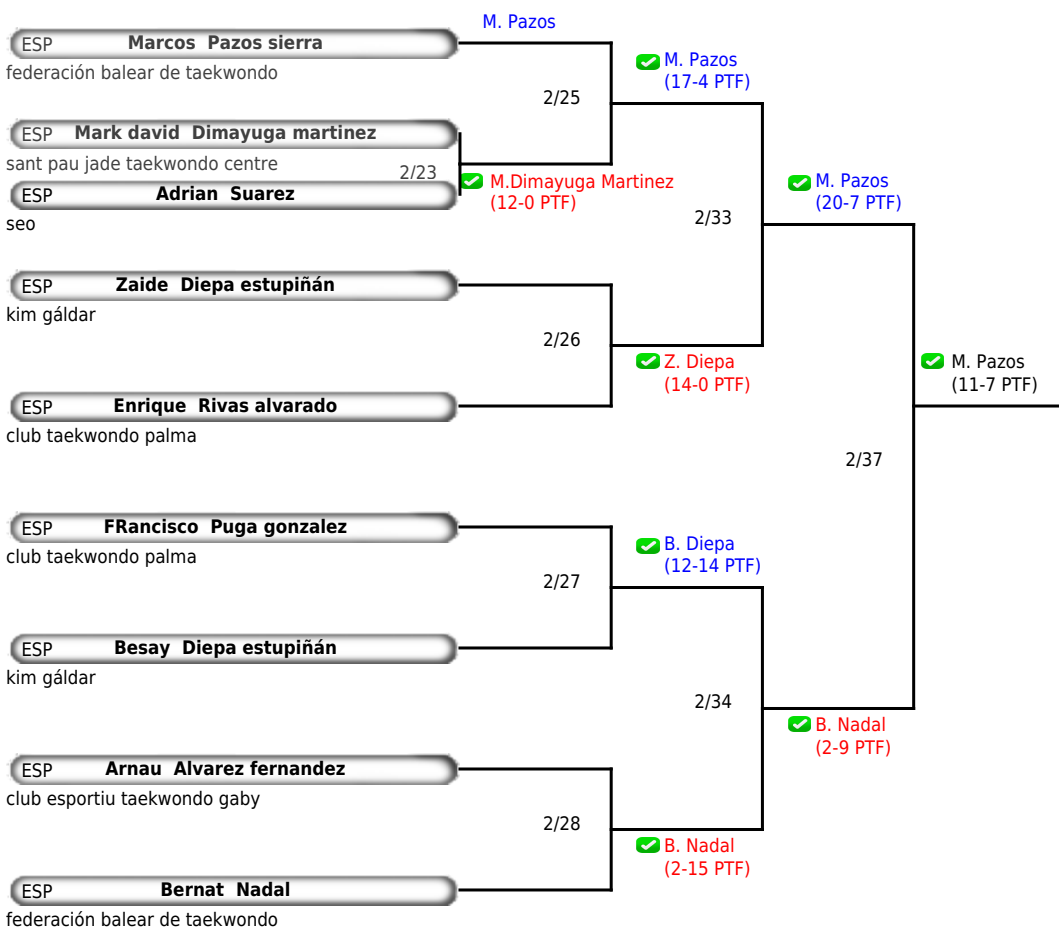 M. Pazos
ESP Marcos Pazos sierra
federación balear de taekwondo
M. Pazos
(17-4 PTF)
2/25
ESP Mark david Dimayuga martinez
sant pau jade taekwondo centre
2/23
M.Dimayuga Martinez
(12-0 PTF)
ESP Adrian Suarez
seo
M. Pazos
(20-7 PTF)
2/33
ESP Zaide Diepa estupiñán
kim gáldar
2/26
Z. Diepa
(14-0 PTF)
M. Pazos
(11-7 PTF)
ESP Enrique Rivas alvarado
club taekwondo palma
2/37
ESP FRancisco Puga gonzalez
club taekwondo palma
B. Diepa
(12-14 PTF)
2/27
ESP Besay Diepa estupiñán
kim gáldar
2/34
B. Nadal
(2-9 PTF)
ESP Arnau Alvarez fernandez
club esportiu taekwondo gaby
2/28
B. Nadal
(2-15 PTF)
ESP Bernat Nadal
federación balear de taekwondo